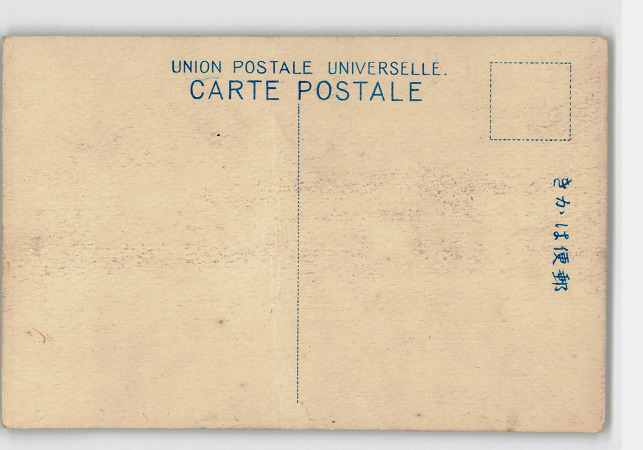 UNION POSTALE UNIVERSELLE.
CARTE POSTALE
郵便はかき